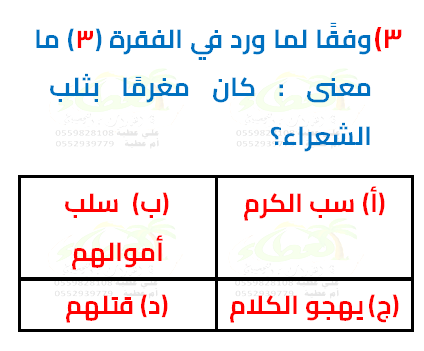 ٣) وفقًا لما ورد في الفقرة (٣) ما
معنى : كان مغرمًا بثلب
الشعراء؟
(أ) سب الكرم
(ب) سلب
أموالهم
(ج) يهجو الكلام
(د) قتلهم
0559828108 علي عطية
0552939779 أم عطية